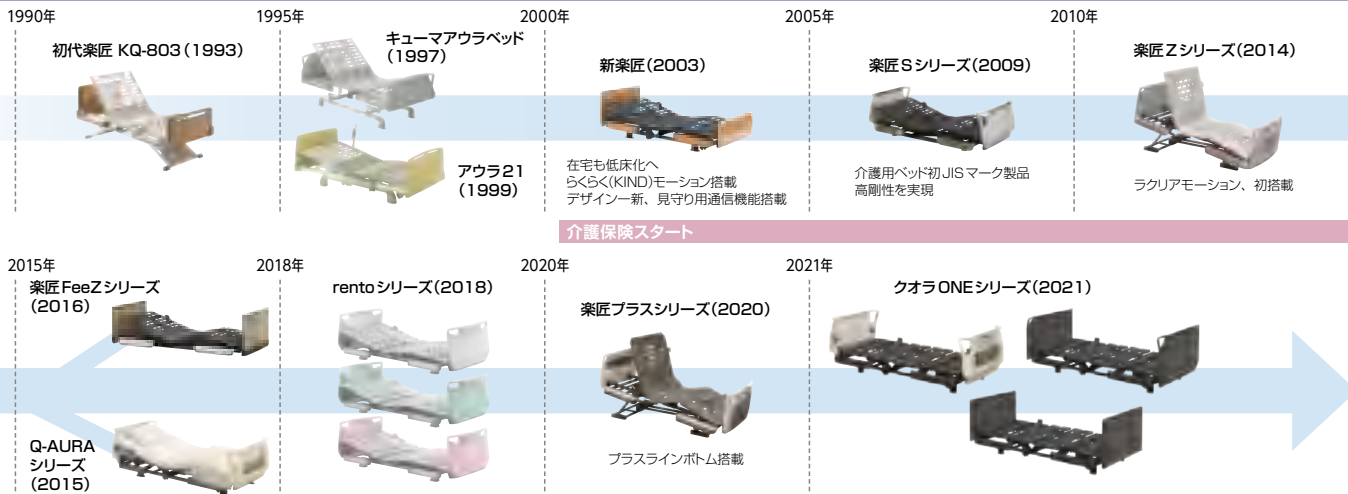 1990年
1995年
2000年
2005年
2010年
初代楽匠 KQ-803(1993)
キューマアウラベッド
(1997)
アウラ21
(1999)
新楽匠(2003)
在宅も低床化へ
らくらく(KIND)モーション搭載
デザイン一新、見守り用通信機能搭載
楽匠Sシリーズ(2009)
介護用ベッド初JISマーク製品
高剛性を実現
楽匠Zシリーズ(2014)
ラクリアモーション、初搭載
介護保険スタート
2015年
2018年
2020年
2021年
楽匠FeeZシリーズ
(2016)
Q-AURA
シリーズ
(2015)
rentoシリーズ(2018)
楽匠プラスシリーズ(2020)
プラスラインボトム搭載
クオラONEシリーズ(2021)